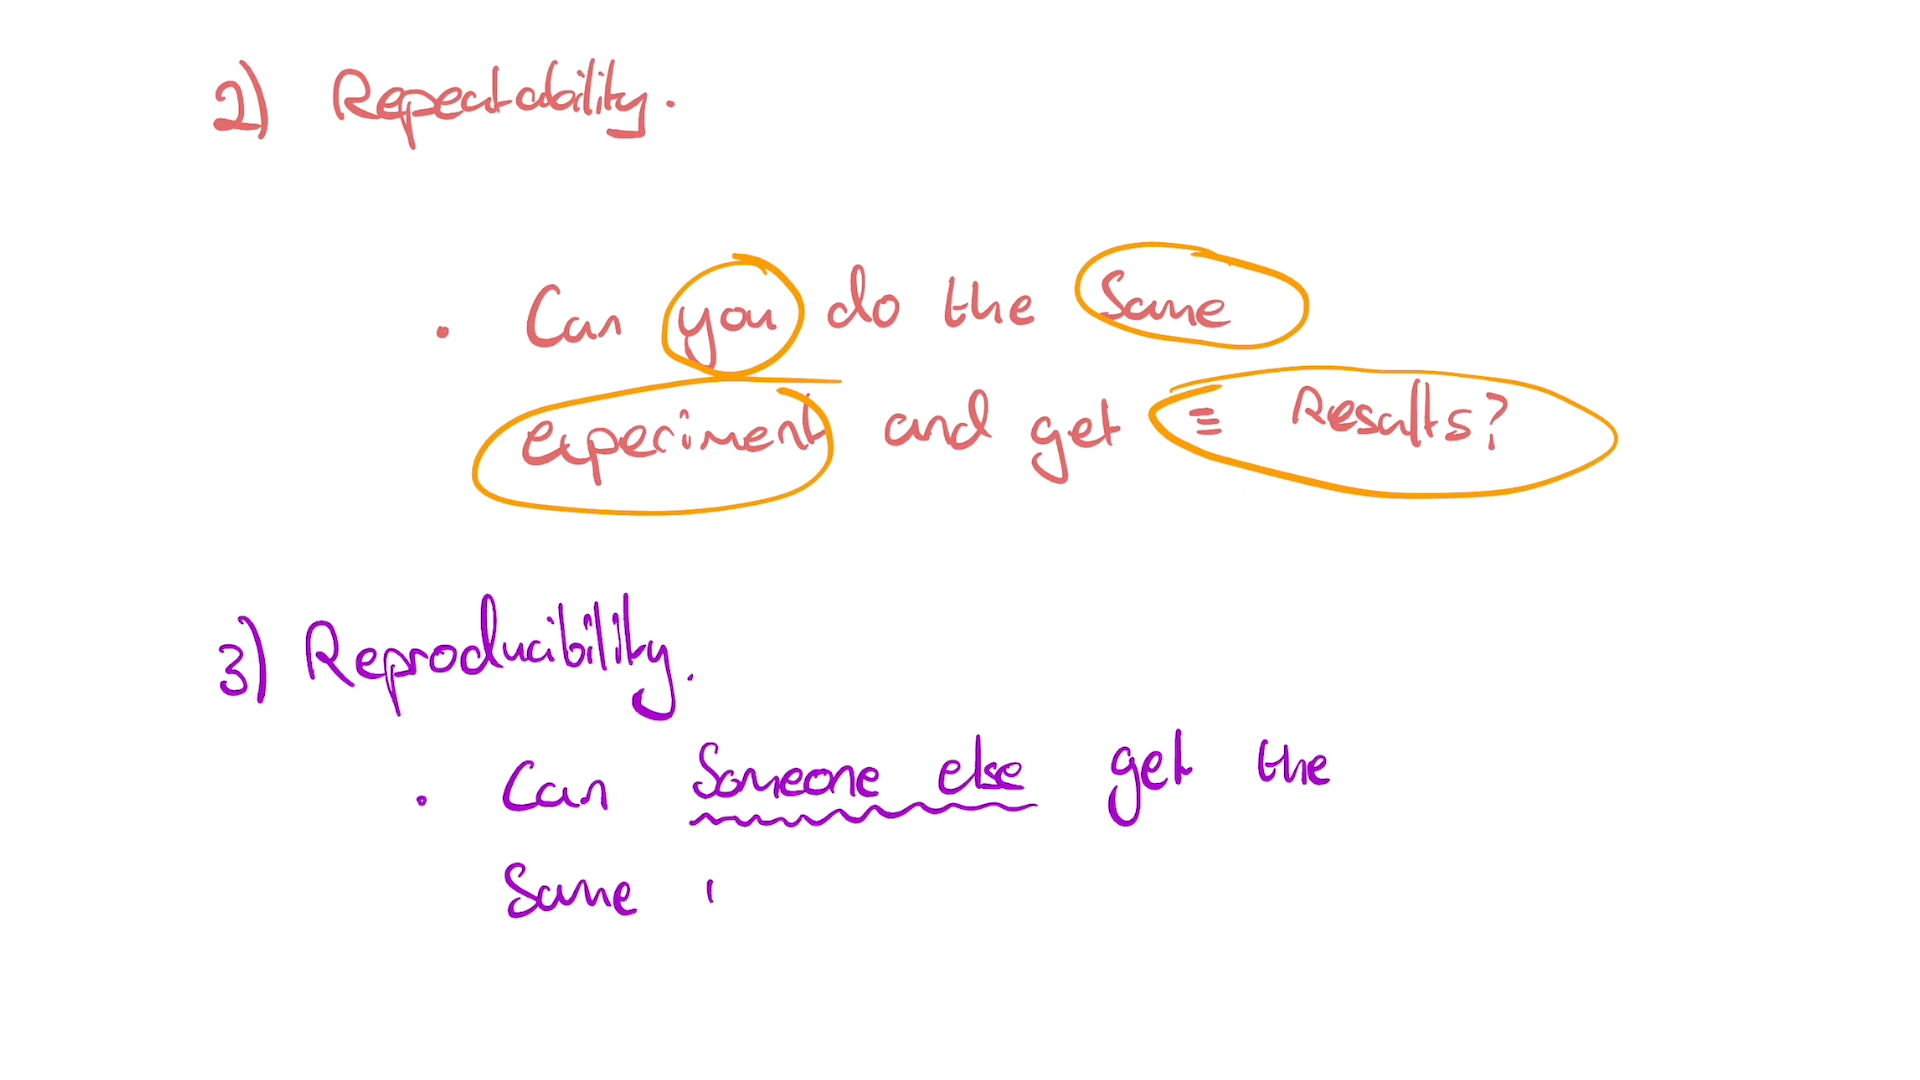 2) Repeatability.
• Can you do the Same
experiment and get ≡ Results?
3) Reproducibility.
• Can Someone else get the
Same